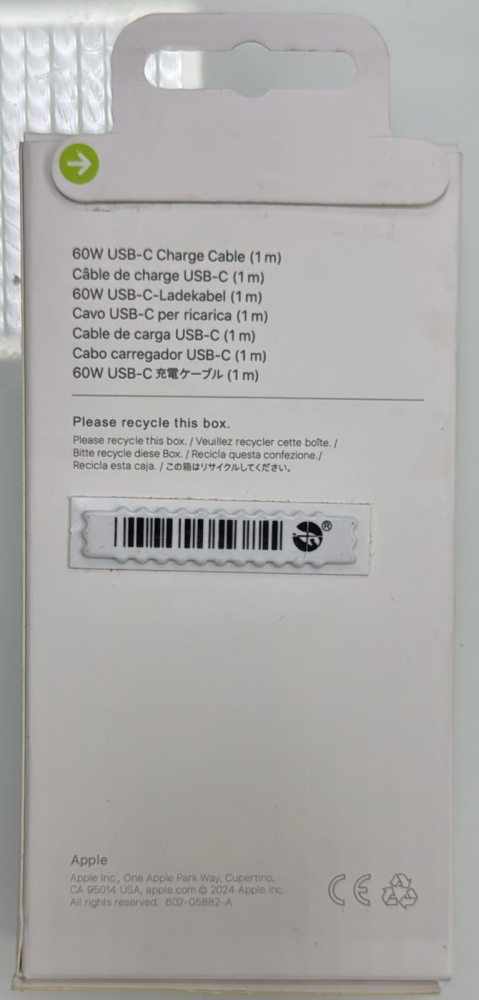 60W USB-C Charge Cable (1 m)
Câble de charge USB-C (1 m)
60W USB-C-Ladekabel (1 m)
Cavo USB-C per ricarica (1 m)
Cable de carga USB-C (1 m)
Cabo carregador USB-C (1 m)
60W USB-C 充電ケーブル (1 m)
Please recycle this box.
Please recycle this box. / Veuillez recycler cette boîte. /
Bitte recycle diese Box. / Recicla questa confezione. /
Recicla esta caja. / この箱はリサイクルしてください。
®
Apple
Apple Inc., One Apple Park Way, Cupertino,
CA 95014 USA, apple.com © 2024 Apple Inc.
All rights reserved. 602-05882-A
CE